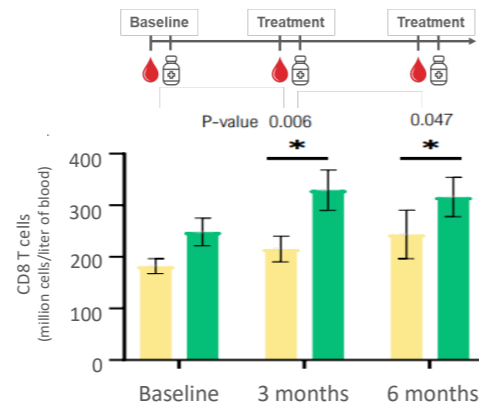 Baseline Treatment Treatment
P-value 0.006 0.047
* *
CD8 T cells
(million cells/liter of blood)
400
300
200
100
0
Baseline 3 months 6 months